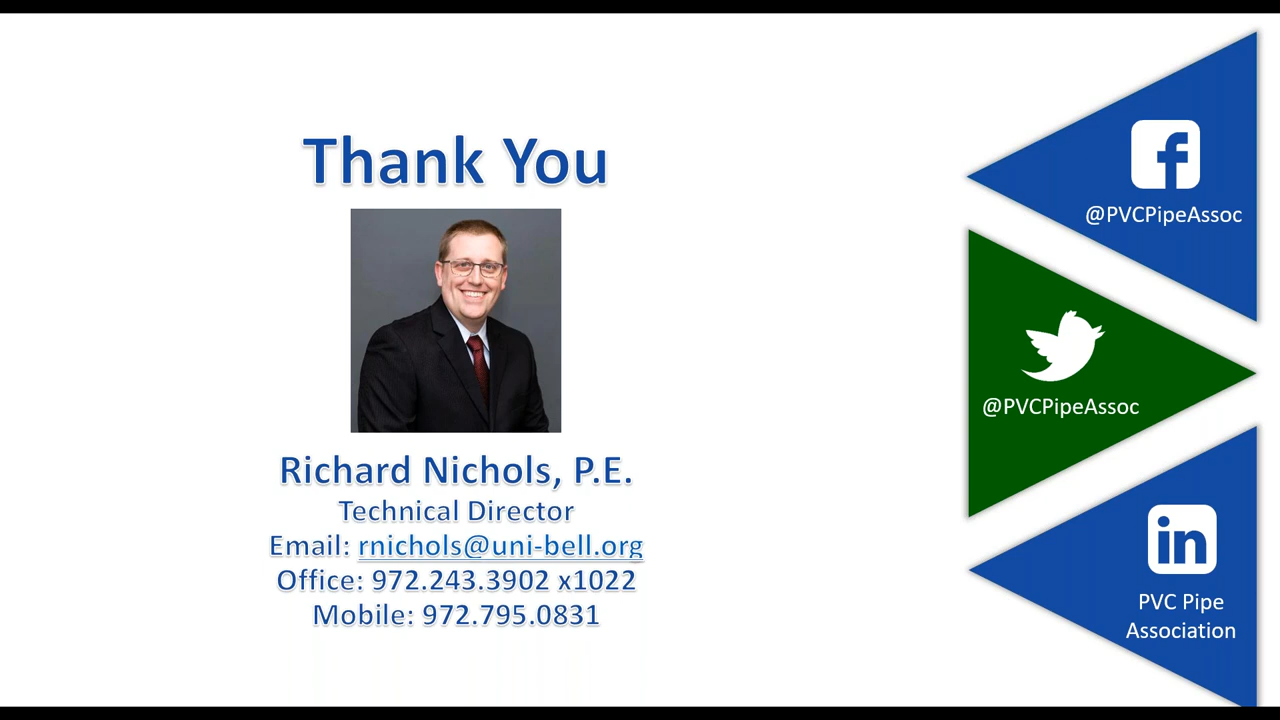 Thank You
Richard Nichols, P.E.
Technical Director
Email: rnichols@uni-bell.org
Office: 972.243.3902 x1022
Mobile: 972.795.0831
f
@PVCPipeAssoc
@PVCPipeAssoc
in
PVC Pipe
Association